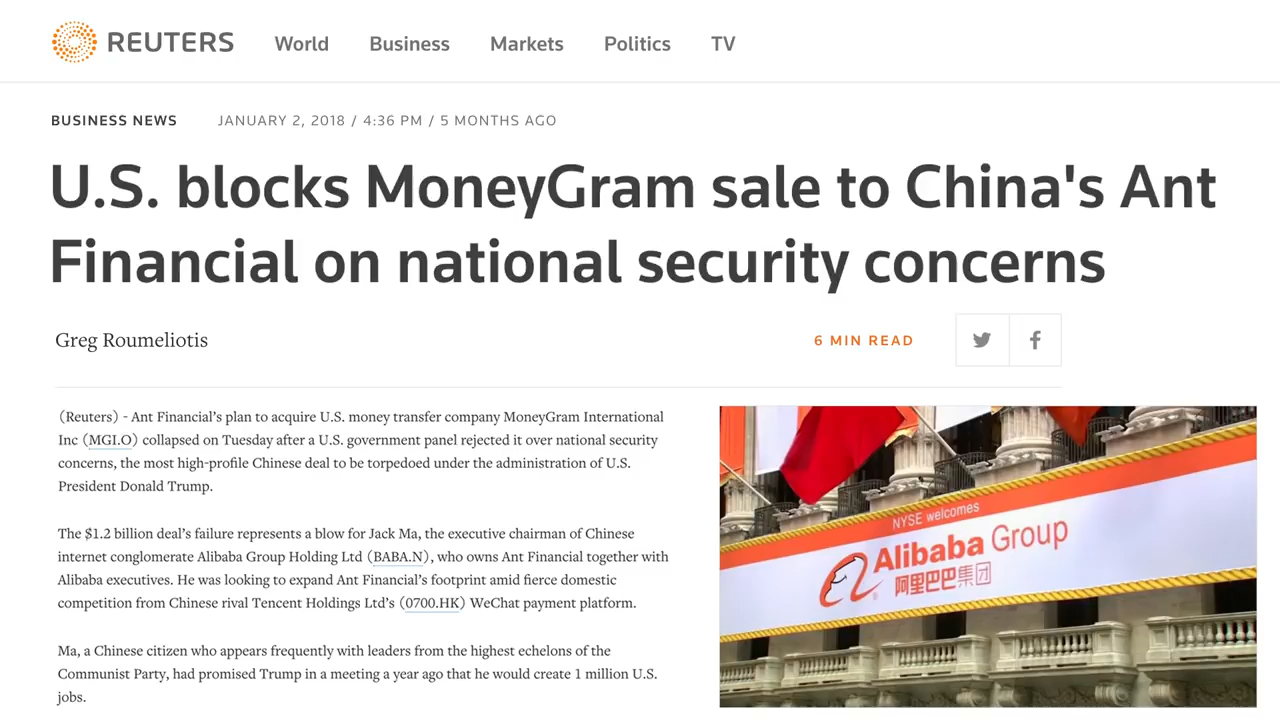 REUTERS World Business Markets Politics TV
BUSINESS NEWS JANUARY 2, 2018 / 4:36 PM / 5 MONTHS AGO
U.S. blocks MoneyGram sale to China's Ant
Financial on national security concerns
Greg Roumeliotis
6 MIN READ
(Reuters) - Ant Financial’s plan to acquire U.S. money transfer company MoneyGram International
Inc (MGI.O) collapsed on Tuesday after a U.S. government panel rejected it over national security
concerns, the most high-profile Chinese deal to be torpedoed under the administration of U.S.
President Donald Trump.
The $1.2 billion deal’s failure represents a blow for Jack Ma, the executive chairman of Chinese
internet conglomerate Alibaba Group Holding Ltd (BABA.N), who owns Ant Financial together with
Alibaba executives. He was looking to expand Ant Financial’s footprint amid fierce domestic
competition from Chinese rival Tencent Holdings Ltd’s (0700.HK) WeChat payment platform.
Ma, a Chinese citizen who appears frequently with leaders from the highest echelons of the
Communist Party, had promised Trump in a meeting a year ago that he would create 1 million U.S.
jobs.
NYSE welcomes
Alibaba Group
阿里巴巴集团